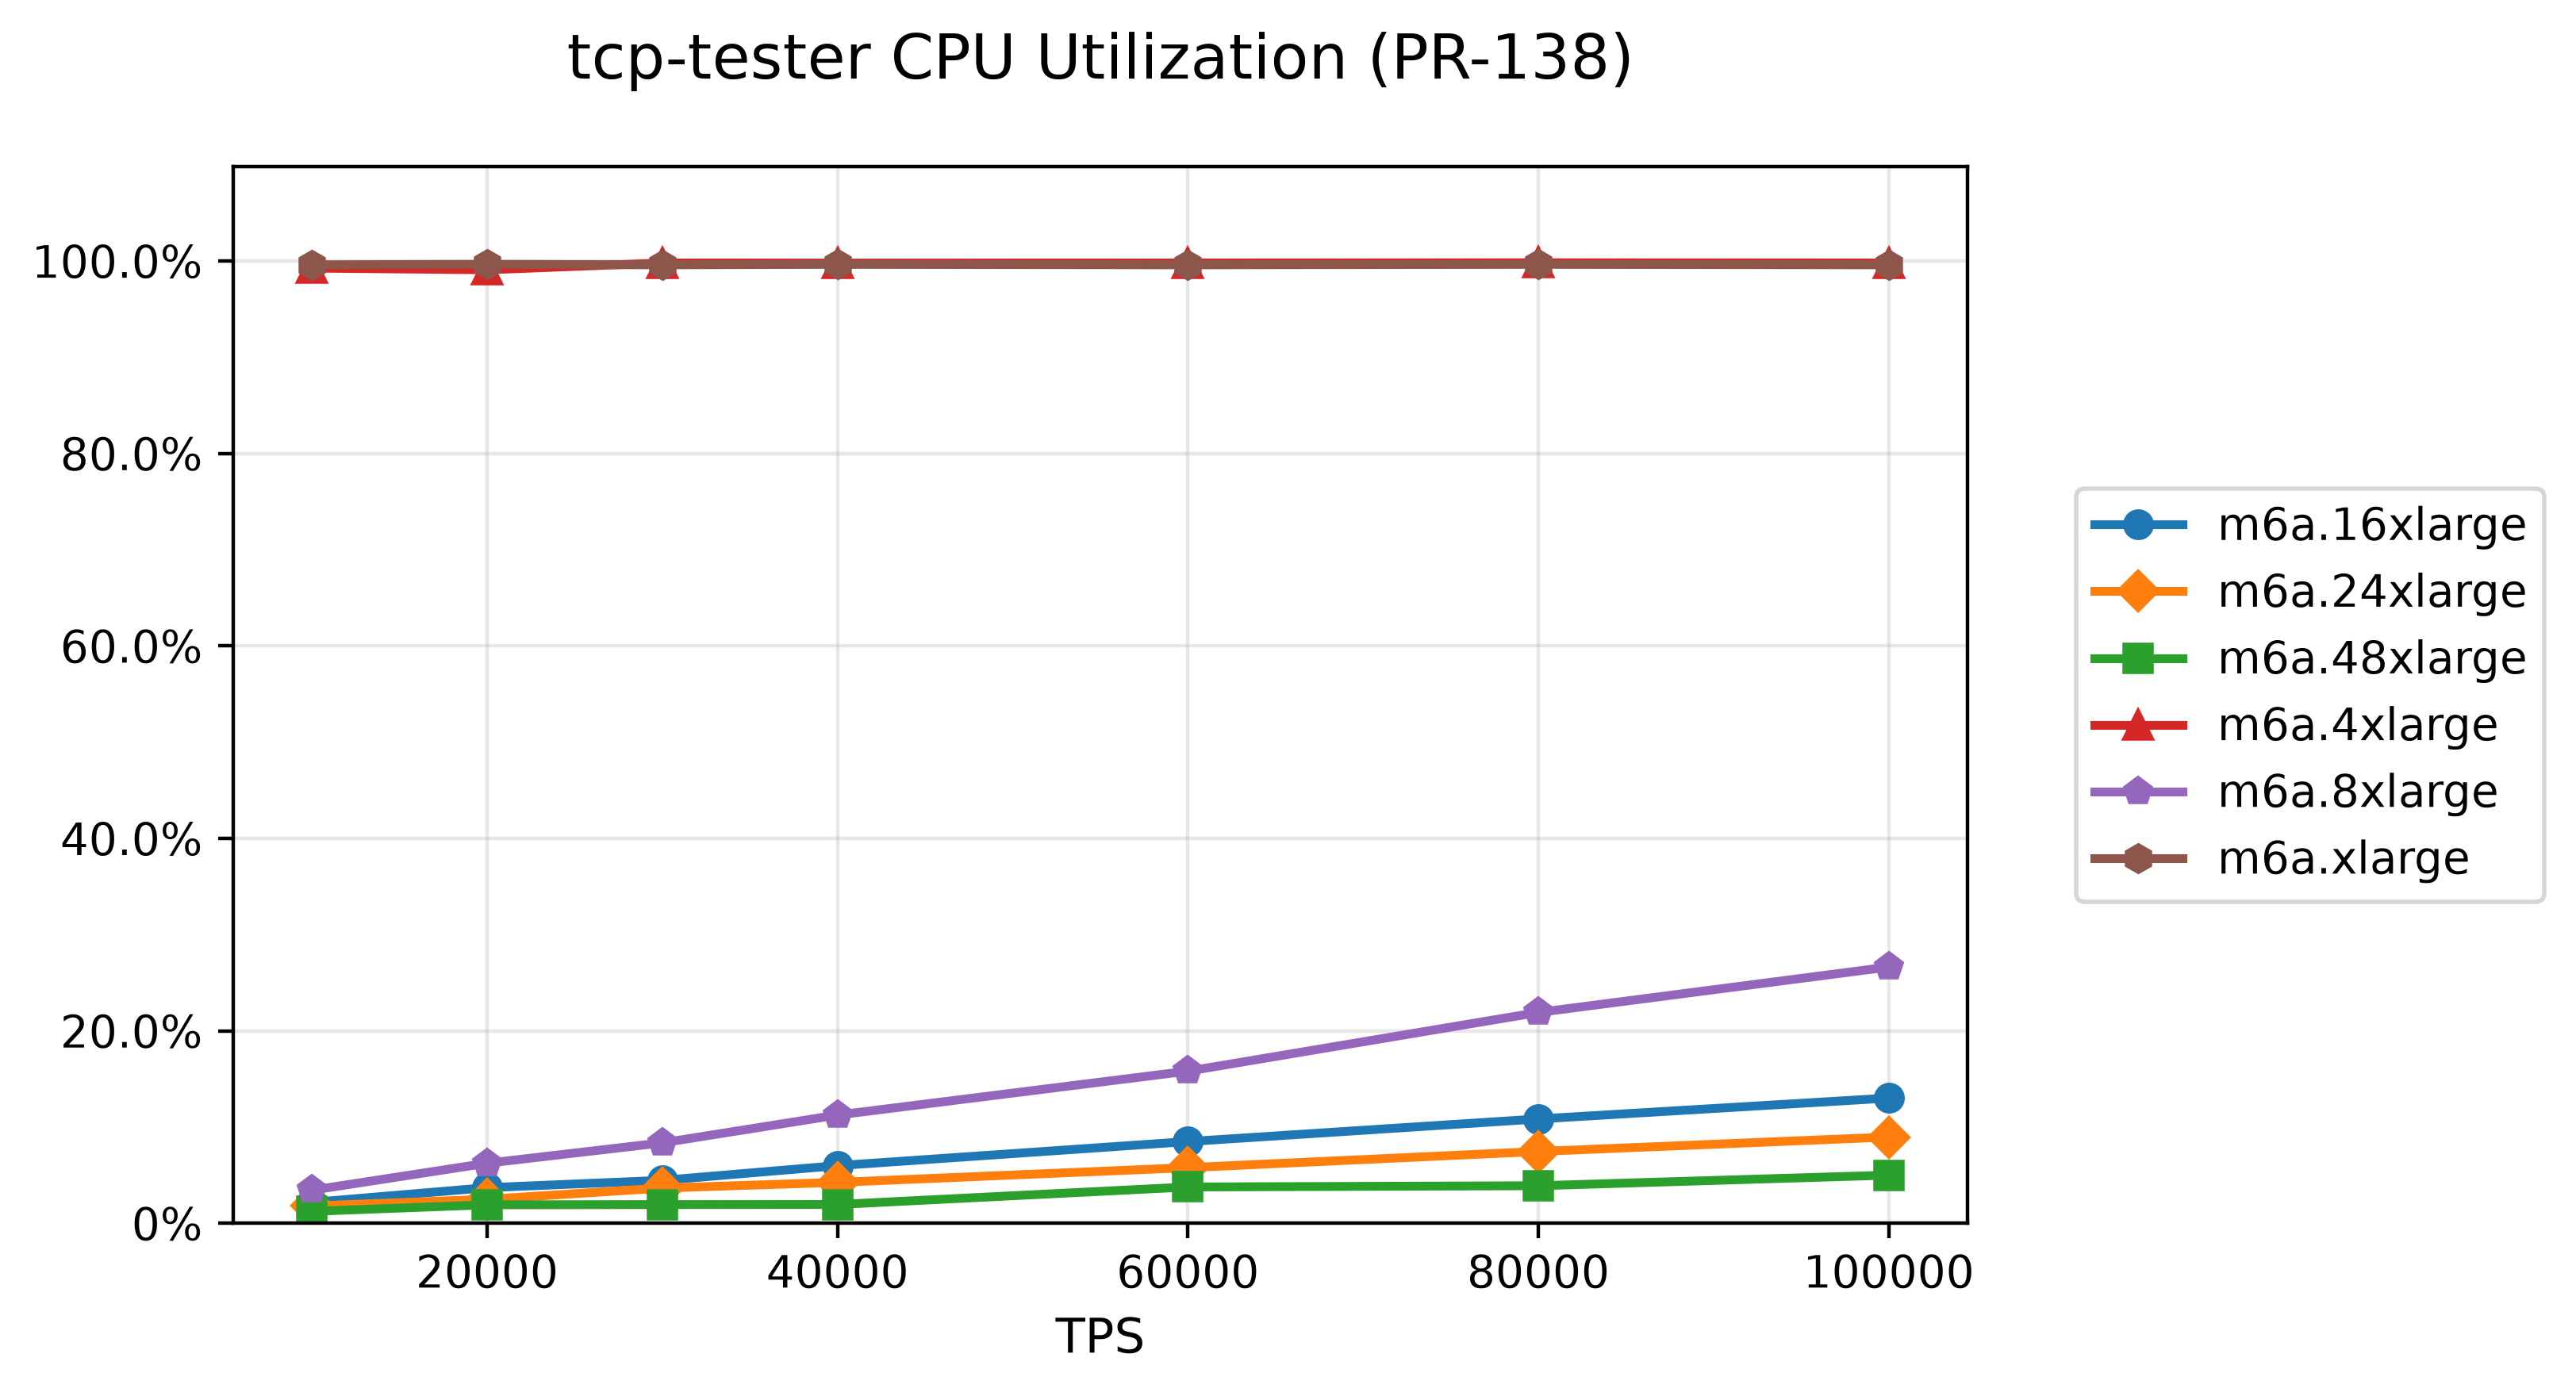 tcp-tester CPU Utilization (PR-138)
100.0%
80.0%
60.0%
40.0%
20.0%
0%
20000 40000 60000 80000 100000
TPS
m6a.16xlarge
m6a.24xlarge
m6a.48xlarge
m6a.4xlarge
m6a.8xlarge
m6a.xlarge